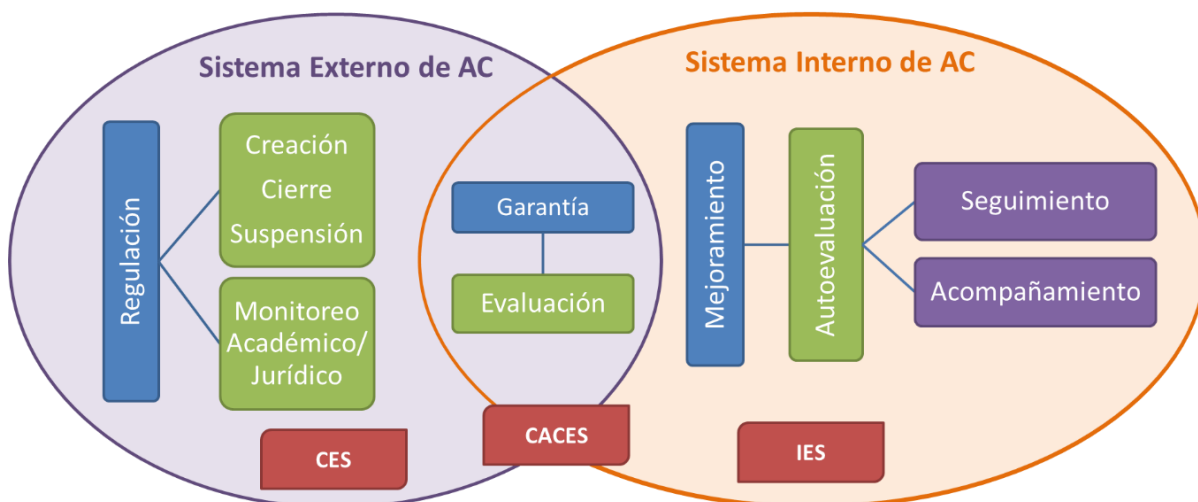 Sistema Externo de AC
Regulación
Creación
Cierre
Suspensión
Monitoreo
Académico/
Jurídico
CES
Garantía
Evaluación
CACES
Sistema Interno de AC
Mejoramiento
Autoevaluación
Seguimiento
Acompañamiento
IES